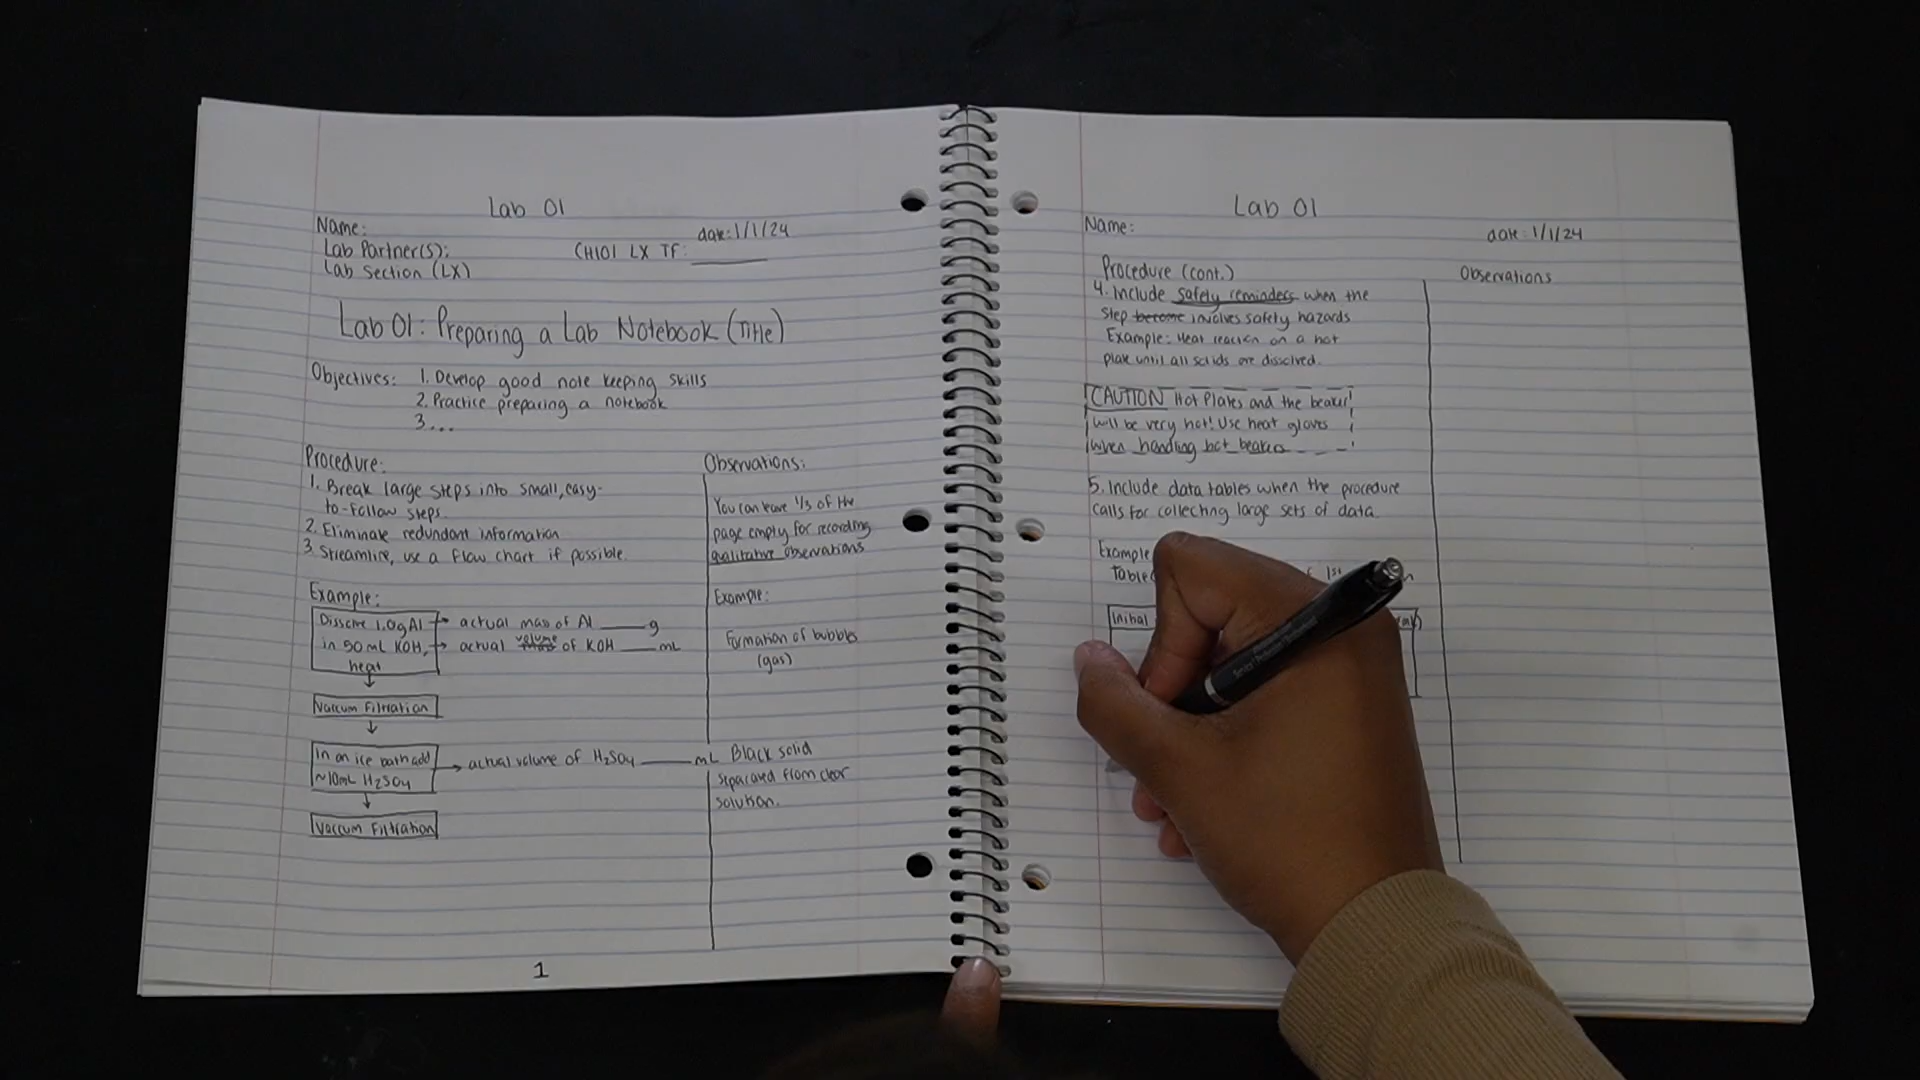 Lab 01
Name:
date: 1/1/24
Lab Partner(s):
CH101 LX TF:
Lab Section (LX)
Lab 01: Preparing a Lab Notebook (Title)
Objectives: 1. Develop good note keeping skills
2. Practice preparing a notebook
3...
Procedure:
1. Break large steps into small, easy-
to-follow steps
2. Eliminate redundant information
3. Streamline, use a flow chart if possible.
Example:
Dissolve 1.0g Al → actual mass of Al ____ g
in 50 mL KOH, → actual volume of KOH ____ mL
heat
↓
Vaccum Filtration
↓
In an ice bath add → actual volume of H2SO4 ____ mL
~10mL H2SO4
↓
Vaccum Filtration
Observations:
You can leave 1/3 of the
page empty for recording
qualitative observations
Example:
Formation of bubbles
(gas)
Black solid
separated from clear
solution.
1
Lab 01
Name:
date: 1/1/24
Procedure (cont.)
4. Include safety reminders when the
step become involves safety hazards
Example: Heat reaction on a hot
plate until all solids are dissolved.
CAUTION Hot Plates and the beaker
will be very hot! Use heat gloves
when handling hot beakers
5. Include data tables when the procedure
calls for collecting large sets of data
Example
Table
1st
Initial
Observations